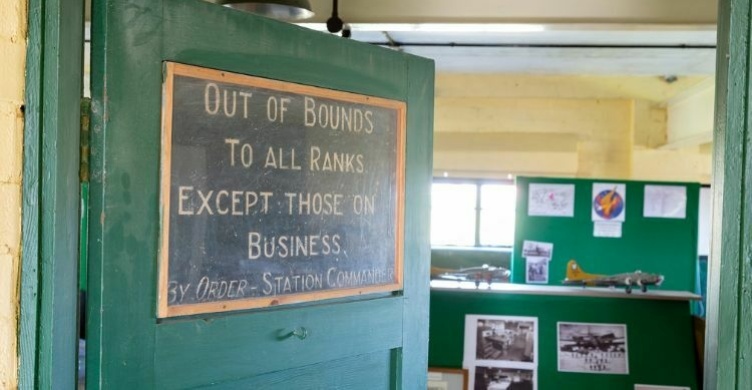 OUT OF BOUNDS
TO ALL RANKS
EXCEPT THOSE ON
BUSINESS.
BY ORDER - STATION COMMANDER